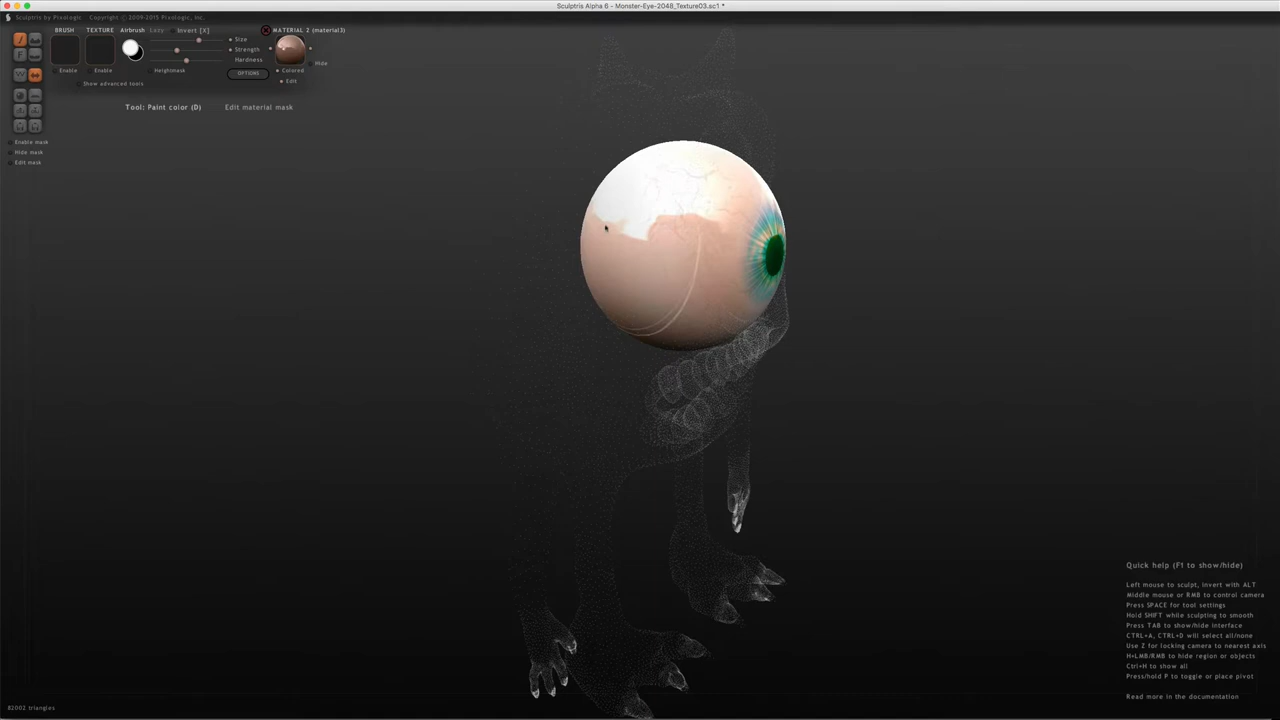 Sculptris Alpha 6 - Monster-Eye-2048_Texture03.sc1 *
Sculptris by Pixologic Copyright © 2009-2015 Pixologic, Inc.
BRUSH TEXTURE Airbrush Lazy Invert [X] MATERIAL 2 (material3)
Size
Strength
Hardness
Hide
Enable Enable Heightmask OPTIONS Colored
Show advanced tools Edit
Tool: Paint color (D) Edit material mask
Enable mask
Hide mask
Edit mask
Quick help (F1 to show/hide)
Left mouse to sculpt, invert with ALT
Middle mouse or RMB to control camera
Press SPACE for tool settings
Hold SHIFT while sculpting to smooth
Press TAB to show/hide interface
CTRL+A, CTRL+D will select all/none
Use Z for locking camera to nearest axis
H+LMB/RMB to hide region or objects
Ctrl+H to show all
Press/hold P to toggle or place pivot
Read more in the documentation
82002 triangles